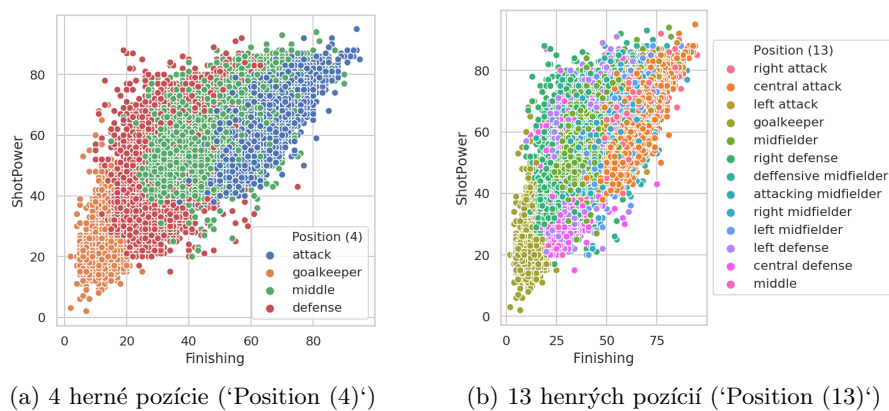 80
60
40
20
0
ShotPower
0
20
40
60
80
Finishing
Position (4)
attack
goalkeeper
middle
defense
(a) 4 herné pozície (‘Position (4)‘)
80
60
40
20
0
ShotPower
0
25
50
75
Finishing
Position (13)
right attack
central attack
left attack
goalkeeper
midfielder
right defense
deffensive midfielder
attacking midfielder
right midfielder
left midfielder
left defense
central defense
middle
(b) 13 henrých pozícií (‘Position (13)‘)